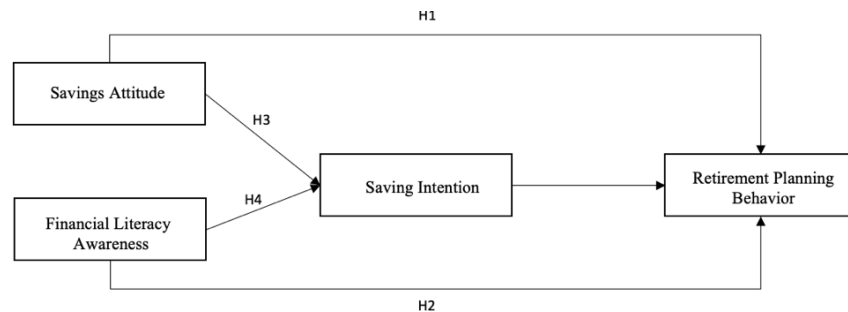 H1
Savings Attitude
H3
Saving Intention
Retirement Planning
Behavior
H4
Financial Literacy
Awareness
H2